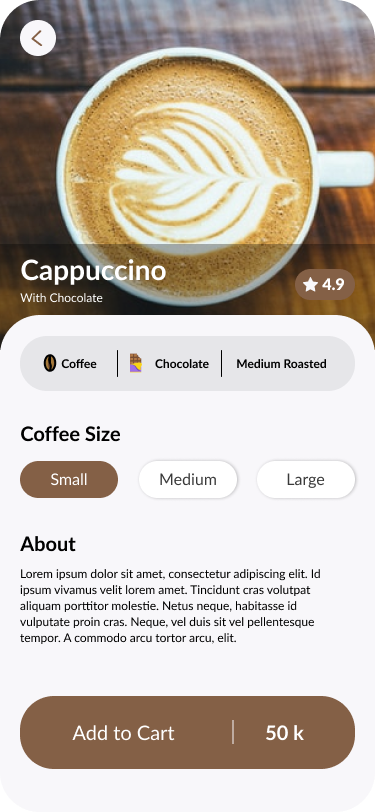 Cappuccino
With Chocolate
4.9
Coffee
Chocolate
Medium Roasted
Coffee Size
Small
Medium
Large
About
Lorem ipsum dolor sit amet, consectetur adipiscing elit. Id
ipsum vivamus velit lorem amet. Tincidunt cras volutpat
aliquam porttitor molestie. Netus neque, habitasse id
vulputate proin cras. Neque, vel duis sit vel pellentesque
tempor. A commodo arcu tortor arcu, elit.
Add to Cart
50 k